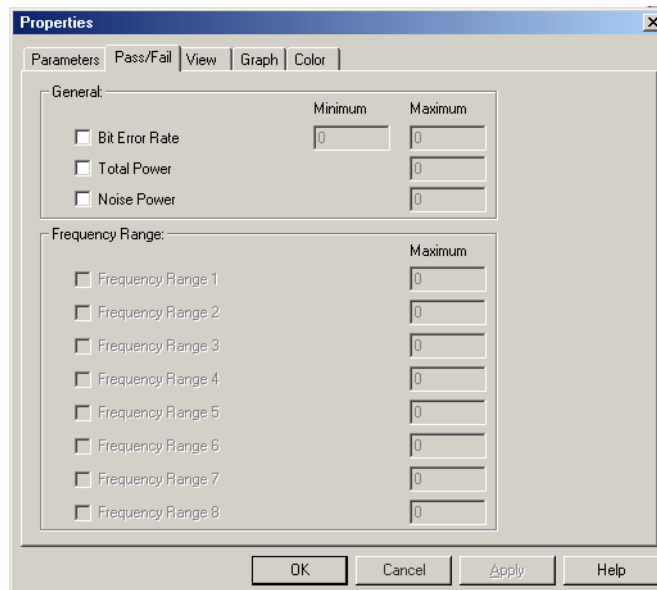 Properties
Parameters Pass/Fail View Graph Color
General:
Minimum Maximum
Bit Error Rate 0 0
Total Power 0
Noise Power 0
Frequency Range:
Maximum
Frequency Range 1 0
Frequency Range 2 0
Frequency Range 3 0
Frequency Range 4 0
Frequency Range 5 0
Frequency Range 6 0
Frequency Range 7 0
Frequency Range 8 0
OK Cancel Apply Help